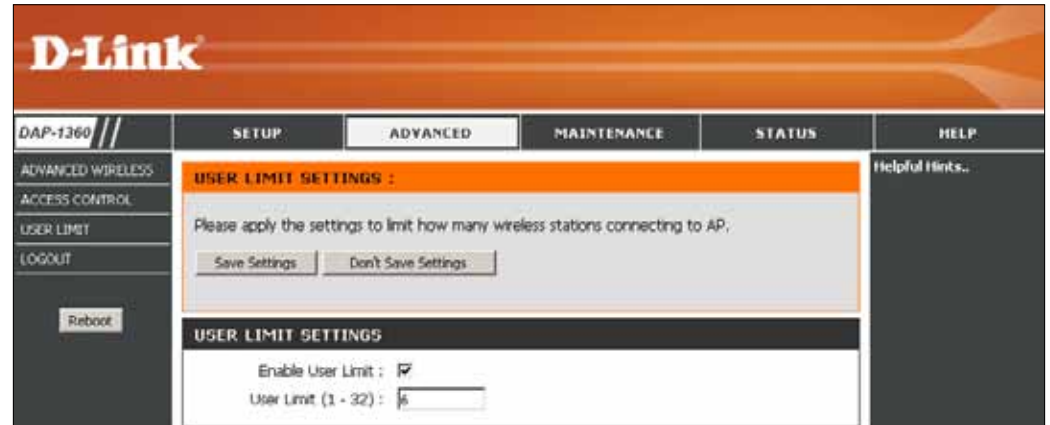 D-Link
DAP-1360
SETUP
ADVANCED
MAINTENANCE
STATUS
HELP
ADVANCED WIRELESS
ACCESS CONTROL
USER LIMIT
LOGOUT
Reboot
USER LIMIT SETTINGS :
Please apply the settings to limit how many wireless stations connecting to AP.
Save Settings
Don't Save Settings
USER LIMIT SETTINGS
Enable User Limit :
User Limit (1 - 32) : 6
Helpful Hints..